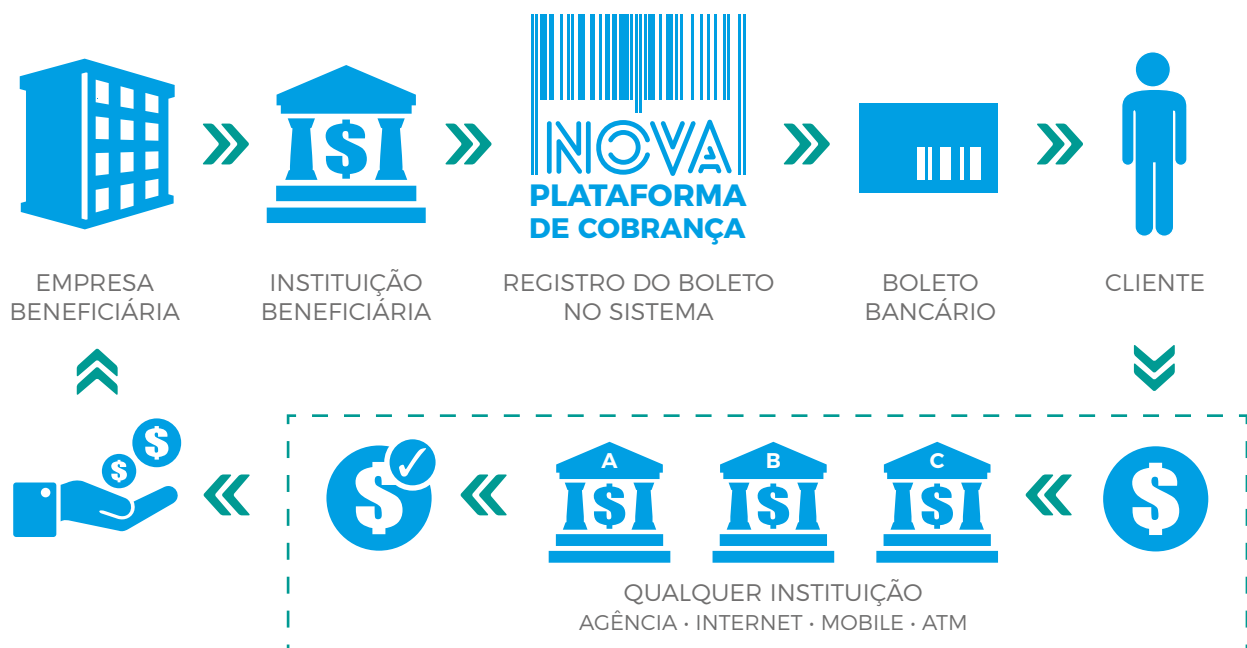 NOVA
PLATAFORMA
DE COBRANÇA
EMPRESA
BENEFICIÁRIA
INSTITUIÇÃO
BENEFICIÁRIA
REGISTRO DO BOLETO
NO SISTEMA
BOLETO
BANCÁRIO
CLIENTE
$
$
$
$
A
B
C
$
$
$
$
$
QUALQUER INSTITUIÇÃO
AGÊNCIA • INTERNET • MOBILE • ATM